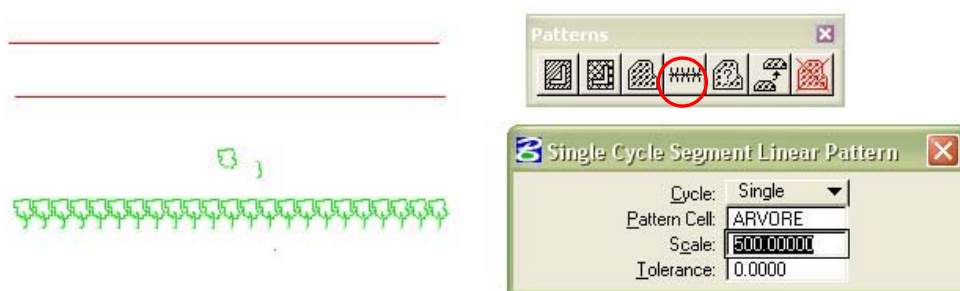 Patterns
Single Cycle Segment Linear Pattern
Cycle: Single
Pattern Cell: ARVORE
Scale: 500.00000
Tolerance: 0.0000